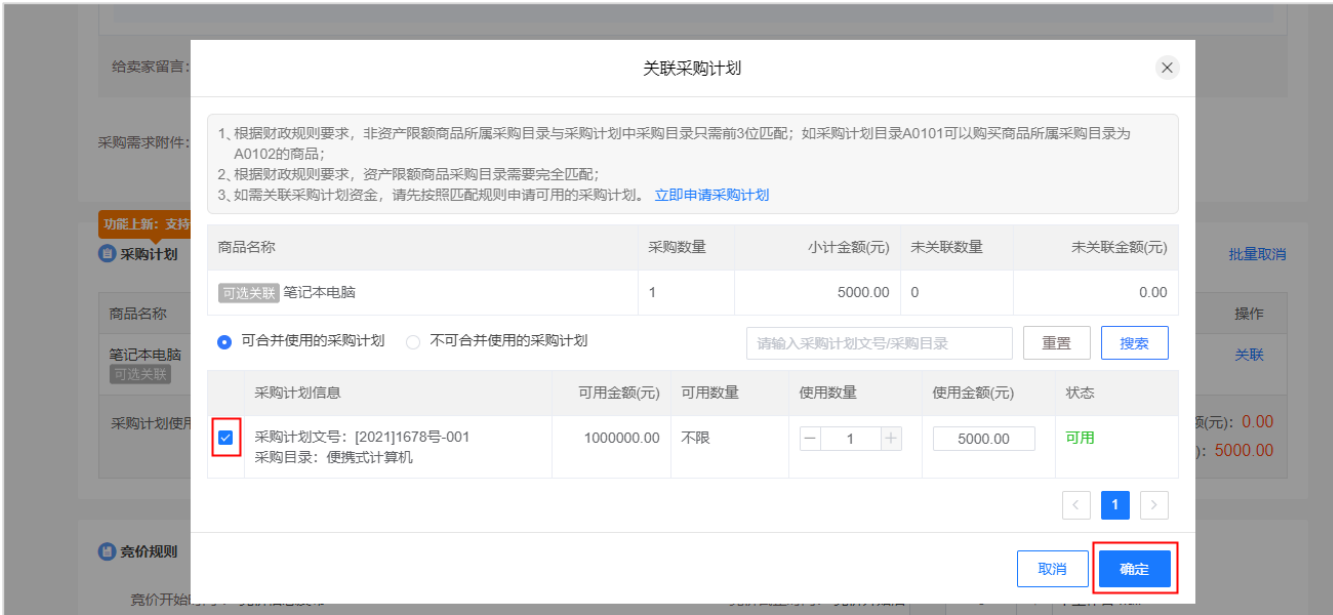 给卖家留言:
关联采购计划
采购需求附件:
1、根据财政规则要求，非资产限额商品所属采购目录与采购计划中采购目录只需前3位匹配；如采购计划目录A0101可以购买商品所属采购目录为
A0102的商品；
2、根据财政规则要求，资产限额商品采购目录需要完全匹配；
3、如需关联采购计划资金，请先按照匹配规则申请可用的采购计划。 立即申请采购计划
功能上新：支持
采购计划
批量取消
商品名称 采购数量 小计金额(元) 未关联数量 未关联金额(元)
可选关联 笔记本电脑 1 5000.00 0 0.00
商品名称 操作
笔记本电脑 关联
可选关联
可合并使用的采购计划 不可合并使用的采购计划 请输入采购计划文号/采购目录 重置 搜索
采购计划信息 可用金额(元) 可用数量 使用数量 使用金额(元) 状态
采购计划使用
(元): 0.00
): 5000.00
采购计划文号：[2021]1678号-001 1000000.00 不限 − 1 + 5000.00 可用
采购目录：便携式计算机
< 1 >
竞价规则
取消 确定
竞价开始